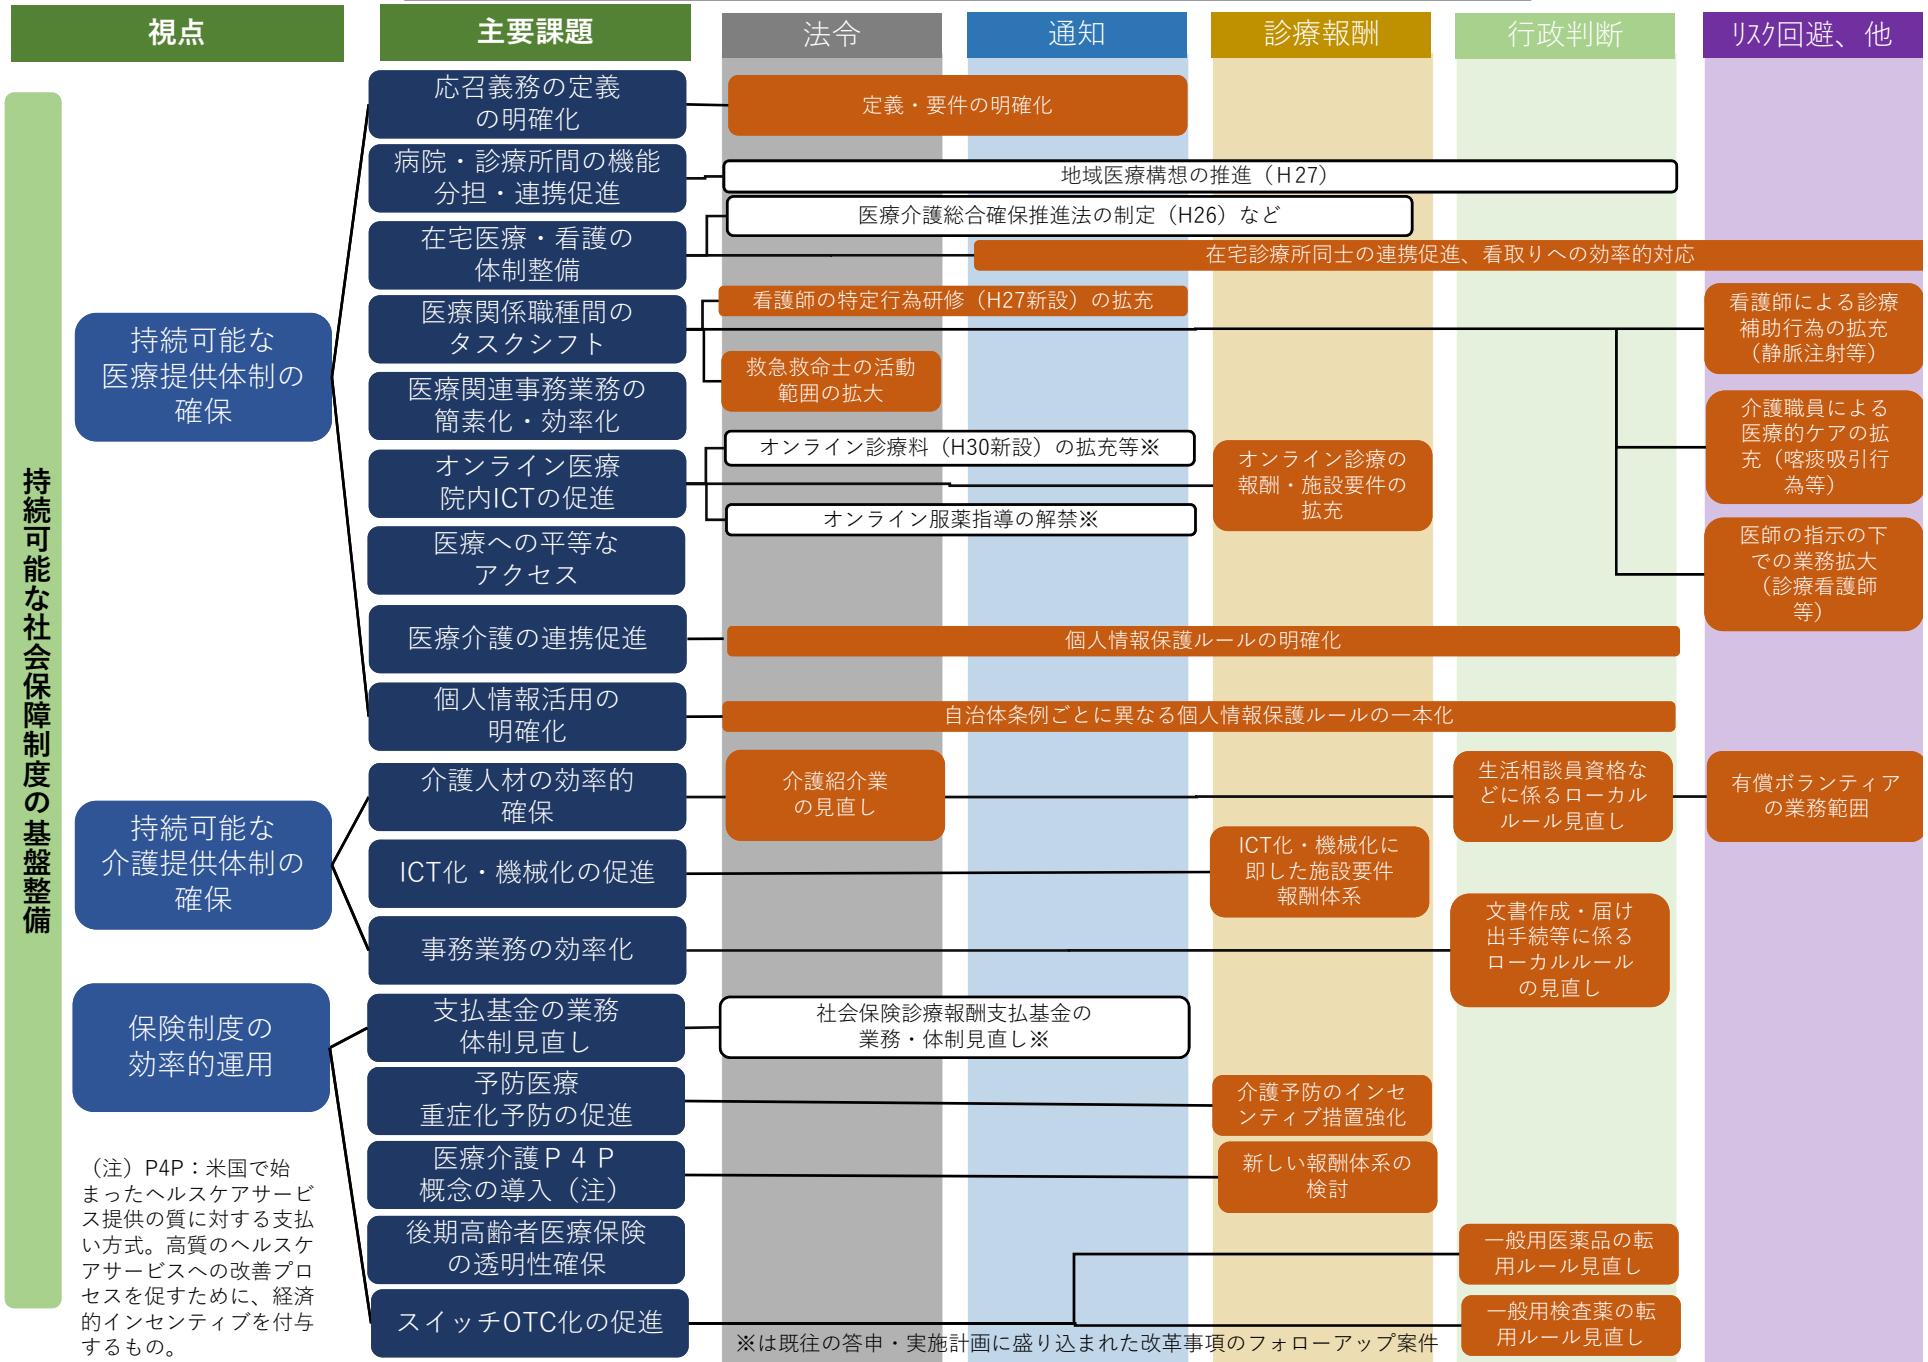 視点
主要課題
法令
通知
診療報酬
行政判断
リスク回避、他
持続可能な社会保障制度の基盤整備
持続可能な
医療提供体制の
確保
応召義務の定義
の明確化
定義・要件の明確化
病院・診療所間の機能
分担・連携促進
地域医療構想の推進（H27）
在宅医療・看護の
体制整備
医療介護総合確保推進法の制定（H26）など
在宅診療所同士の連携促進、看取りへの効率的対応
医療関係職種間の
タスクシフト
看護師の特定行為研修（H27新設）の拡充
救急救命士の活動
範囲の拡大
看護師による診療
補助行為の拡充
（静脈注射等）
介護職員による
医療的ケアの拡
充（喀痰吸引行
為等）
医師の指示の下
での業務拡大
（診療看護師
等）
医療関連事務業務の
簡素化・効率化
オンライン医療
院内ICTの促進
オンライン診療料（H30新設）の拡充等※
オンライン服薬指導の解禁※
オンライン診療の
報酬・施設要件の
拡充
医療への平等な
アクセス
医療介護の連携促進
個人情報保護ルールの明確化
個人情報活用の
明確化
自治体条例ごとに異なる個人情報保護ルールの一本化
持続可能な
介護提供体制の
確保
介護人材の効率的
確保
介護紹介業
の見直し
生活相談員資格な
どに係るローカル
ルール見直し
有償ボランティア
の業務範囲
ICT化・機械化の促進
ICT化・機械化に
即した施設要件
報酬体系
事務業務の効率化
文書作成・届け
出手続等に係る
ローカルルール
の見直し
保険制度の
効率的運用
支払基金の業務
体制見直し
社会保険診療報酬支払基金の
業務・体制見直し※
予防医療
重症化予防の促進
介護予防のインセ
ンティブ措置強化
医療介護Ｐ４Ｐ
概念の導入（注）
新しい報酬体系の
検討
後期高齢者医療保険
の透明性確保
スイッチOTC化の促進
一般用医薬品の転
用ルール見直し
一般用検査薬の転
用ルール見直し
（注）P4P：米国で始
まったヘルスケアサービ
ス提供の質に対する支払
い方式。高質のヘルスケ
アサービスへの改善プロ
セスを促すために、経済
的インセンティブを付与
するもの。
※は既往の答申・実施計画に盛り込まれた改革事項のフォローアップ案件